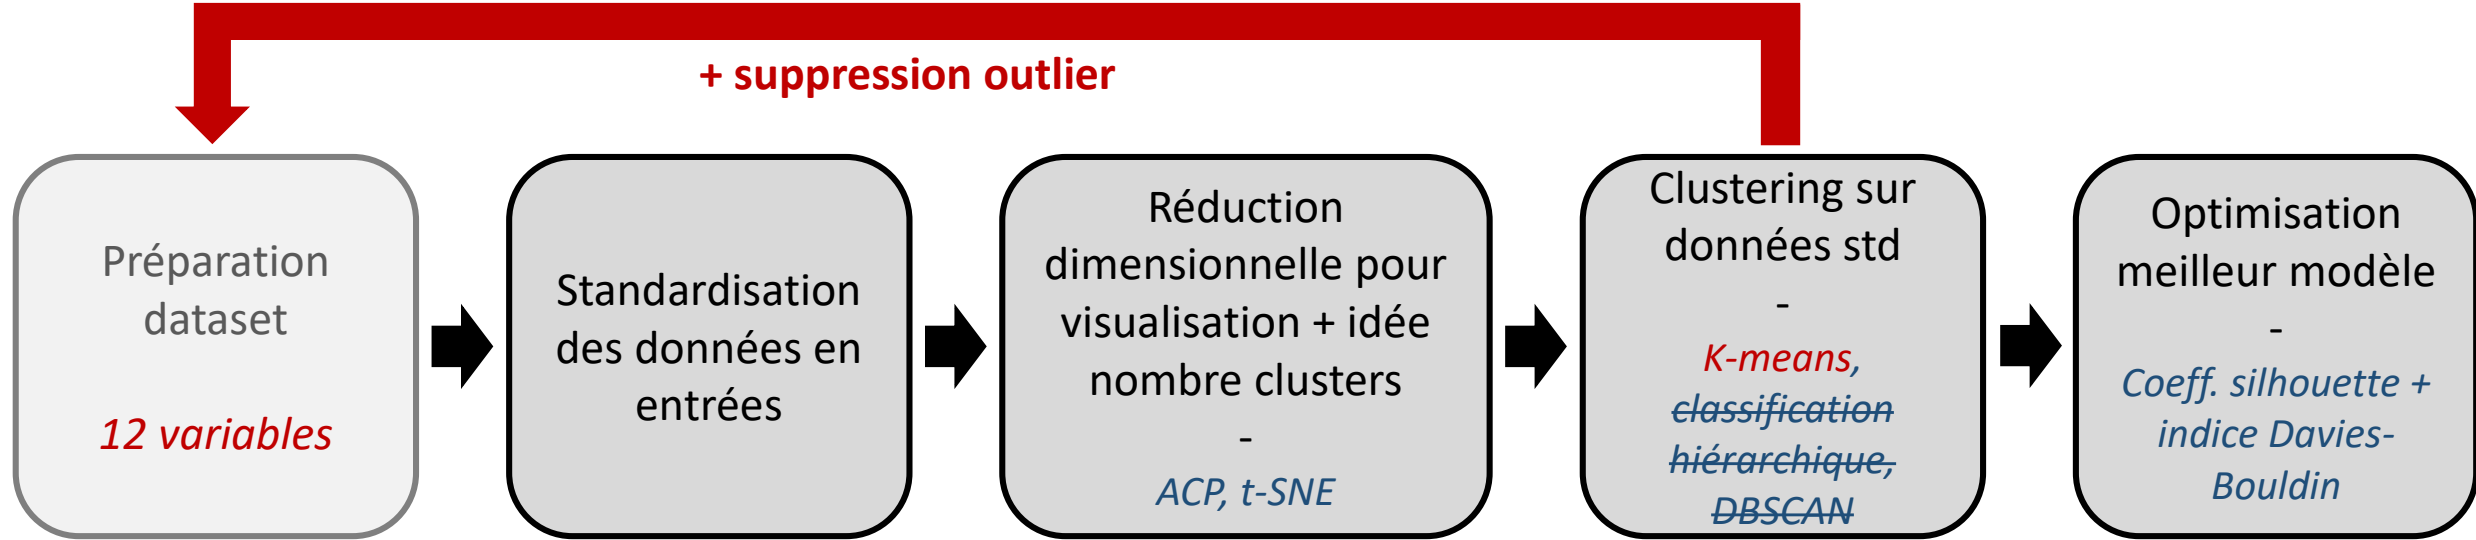 + suppression outlier
Préparation
dataset
12 variables
Standardisation
des données en
entrées
Réduction
dimensionnelle pour
visualisation + idée
nombre clusters
-
ACP, t-SNE
Clustering sur
données std
-
K-means,
classification
hiérarchique,
DBSCAN
Optimisation
meilleur modèle
-
Coeff. silhouette +
indice Davies-
Bouldin